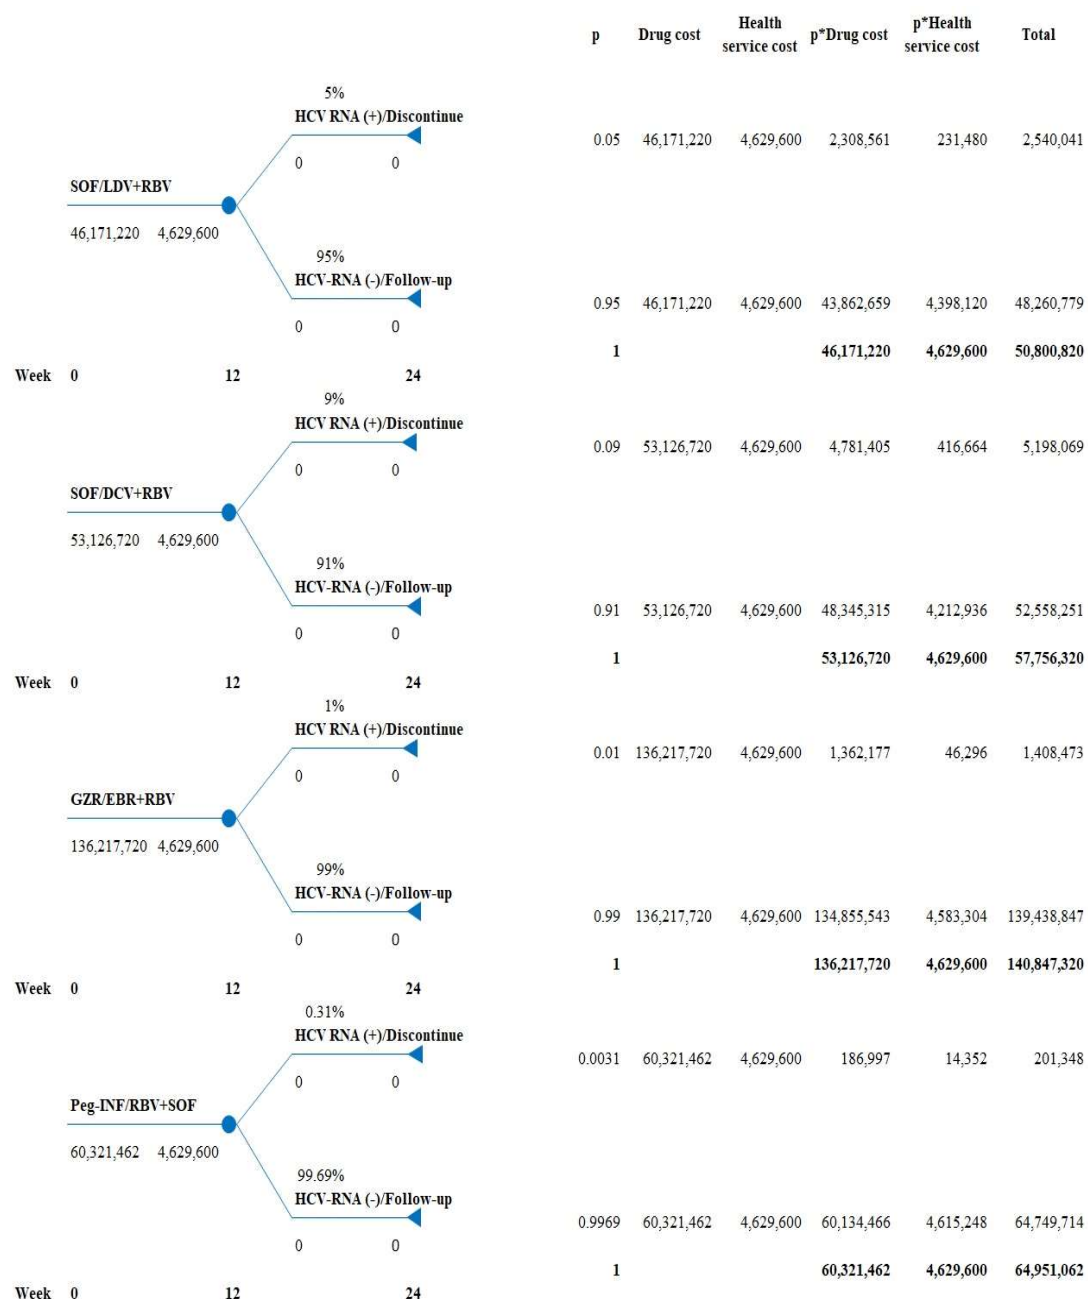 p Drug cost Health service cost p*Drug cost p*Health service cost Total
5%
HCV RNA (+)/Discontinue
0.05 46,171,220 4,629,600 2,308,561 231,480 2,540,041
0 0
SOF/LDV+RBV
46,171,220 4,629,600
95%
HCV-RNA (-)/Follow-up
0.95 46,171,220 4,629,600 43,862,659 4,398,120 48,260,779
0 0
1 46,171,220 4,629,600 50,800,820
Week 0 12 24
9%
HCV RNA (+)/Discontinue
0.09 53,126,720 4,629,600 4,781,405 416,664 5,198,069
0 0
SOF/DCV+RBV
53,126,720 4,629,600
91%
HCV-RNA (-)/Follow-up
0.91 53,126,720 4,629,600 48,345,315 4,212,936 52,558,251
0 0
1 53,126,720 4,629,600 57,756,320
Week 0 12 24
1%
HCV RNA (+)/Discontinue
0.01 136,217,720 4,629,600 1,362,177 46,296 1,408,473
0 0
GZR/EBR+RBV
136,217,720 4,629,600
99%
HCV-RNA (-)/Follow-up
0.99 136,217,720 4,629,600 134,855,543 4,583,304 139,438,847
0 0
1 136,217,720 4,629,600 140,847,320
Week 0 12 24
0.31%
HCV RNA (+)/Discontinue
0.0031 60,321,462 4,629,600 186,997 14,352 201,348
0 0
Peg-INF/RBV+SOF
60,321,462 4,629,600
99.69%
HCV-RNA (-)/Follow-up
0.9969 60,321,462 4,629,600 60,134,466 4,615,248 64,749,714
0 0
1 60,321,462 4,629,600 64,951,062
Week 0 12 24